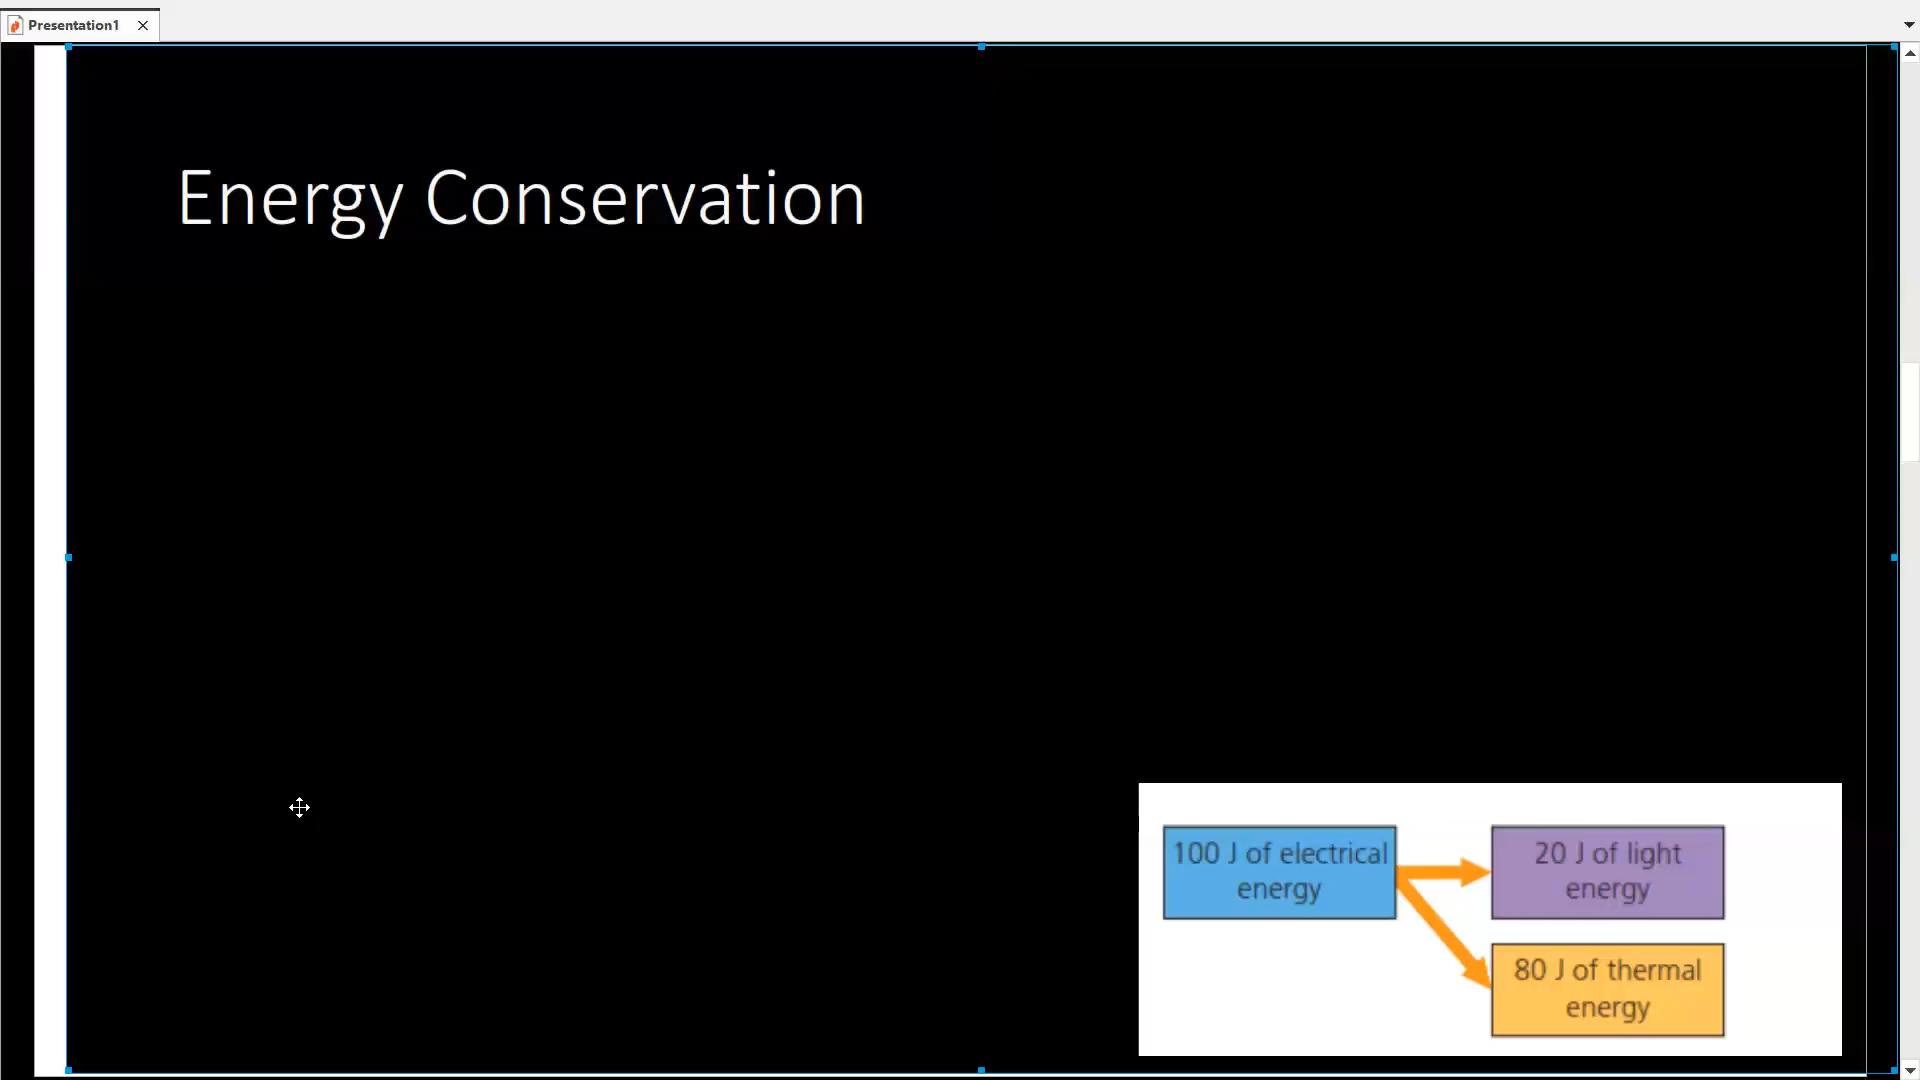 Presentation1
Energy Conservation
100 J of electrical
energy
20 J of light
energy
80 J of thermal
energy